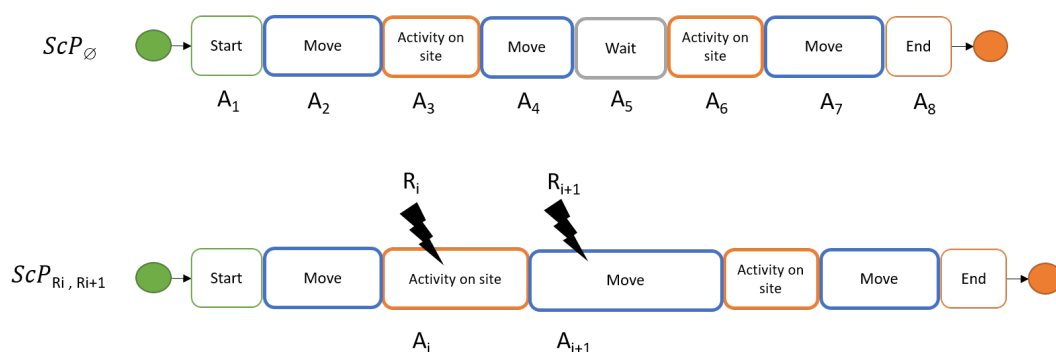 ScP∅
Start
Move
Activity on
site
Move
Wait
Activity on
site
Move
End
A1
A2
A3
A4
A5
A6
A7
A8
Ri
Ri+1
ScPRi , Ri+1
Start
Move
Activity on site
Move
Activity on
site
Move
End
Ai
Ai+1